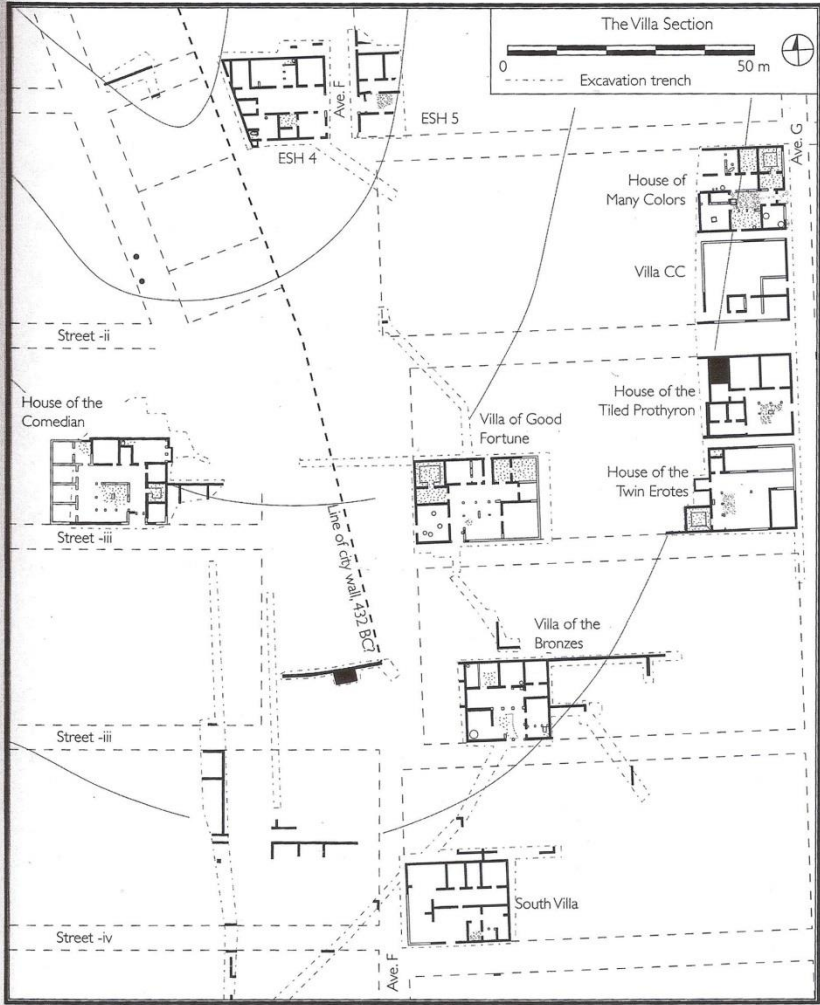 The Villa Section
0
50 m
Excavation trench
Ave. F
ESH 5
ESH 4
Ave. G
House of
Many Colors
Villa CC
Street -ii
House of the
Comedian
House of the
Tiled Prothyron
Villa of Good
Fortune
House of the
Twin Erotes
Line of city wall, 432 BC?
Street -iii
Villa of the
Bronzes
Street -iii
South Villa
Street -iv
Ave. F